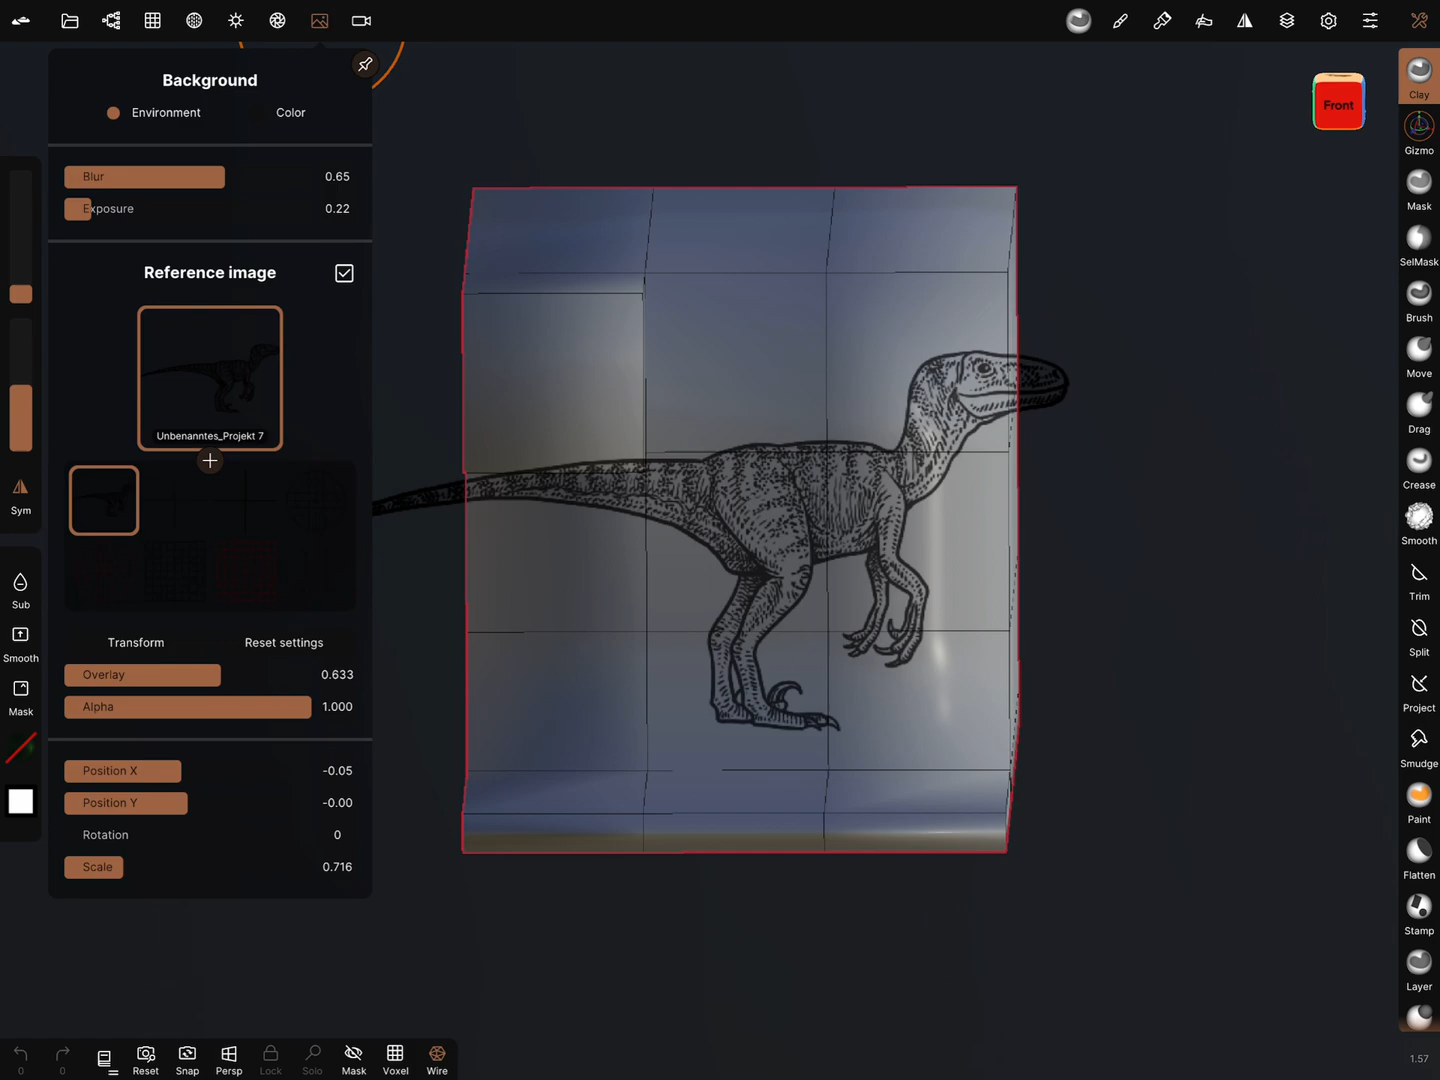 Background
Environment
Color
Blur 0.65
Exposure 0.22
Reference image
Unbenanntes_Projekt 7
Transform
Reset settings
Overlay 0.633
Alpha 1.000
Position X -0.05
Position Y -0.00
Rotation 0
Scale 0.716
Sym
Sub
Smooth
Mask
0
0
Reset
Snap
Persp
Lock
Solo
Mask
Voxel
Wire
Front
Clay
Gizmo
Mask
SelMask
Brush
Move
Drag
Crease
Smooth
Trim
Split
Project
Smudge
Paint
Flatten
Stamp
Layer
1.57